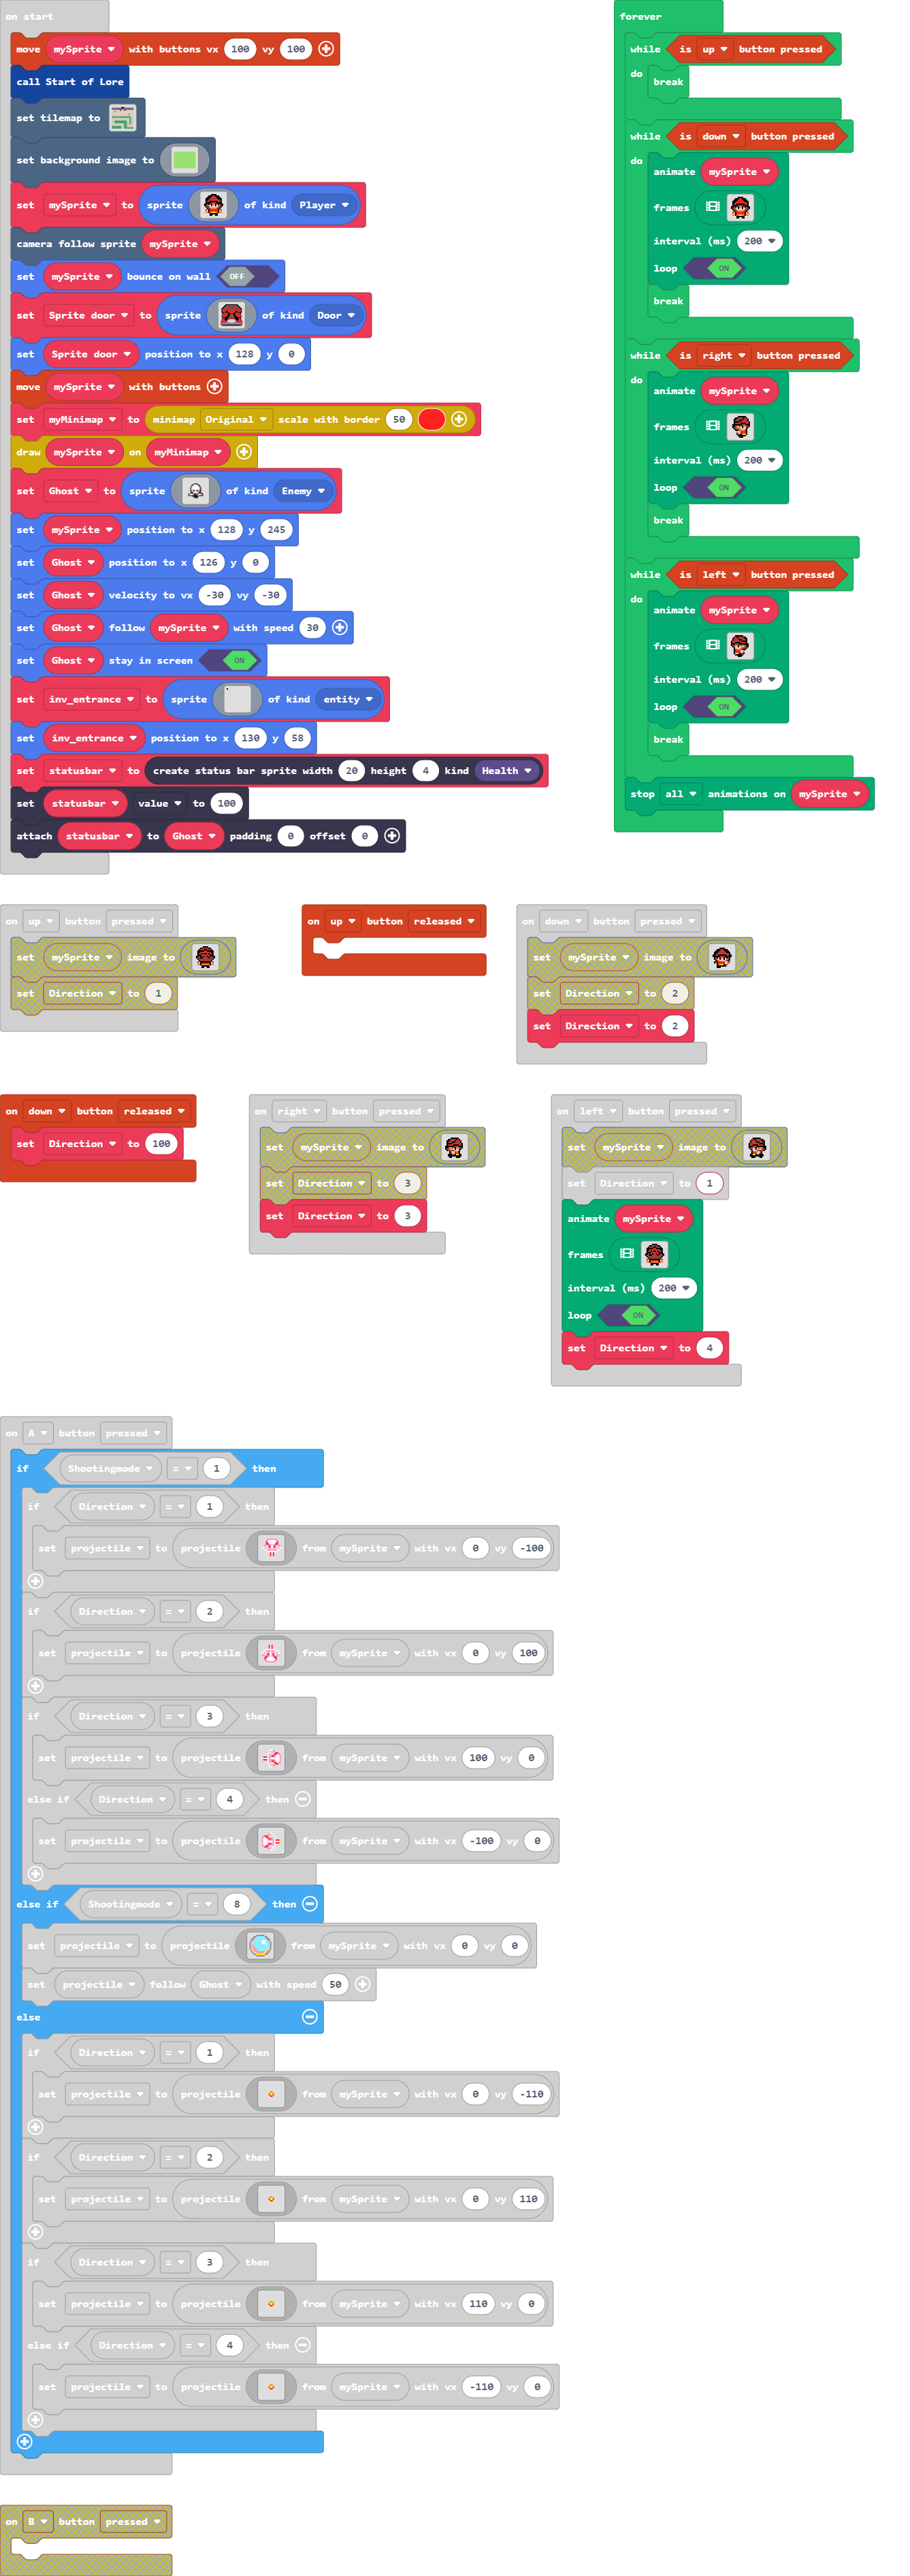 on start
move mySprite with buttons vx 100 vy 100
call Start of Lore
set tilemap to
set background image to
set mySprite to sprite of kind Player
camera follow sprite mySprite
set mySprite bounce on wall OFF
set Sprite door to sprite of kind Door
set Sprite door position to x 128 y 0
move mySprite with buttons
set myMinimap to minimap Original scale with border 50
draw mySprite on myMinimap
set Ghost to sprite of kind Enemy
set mySprite position to x 128 y 245
set Ghost position to x 126 y 0
set Ghost velocity to vx -30 vy -30
set Ghost follow mySprite with speed 30
set Ghost stay in screen ON
set inv_entrance to sprite of kind entity
set inv_entrance position to x 130 y 58
set statusbar to create status bar sprite width 20 height 4 kind Health
set statusbar value to 100
attach statusbar to Ghost padding 0 offset 0
forever
while is up button pressed
do break
while is down button pressed
do animate mySprite
frames
interval (ms) 200
loop ON
break
while is right button pressed
do animate mySprite
frames
interval (ms) 200
loop ON
break
while is left button pressed
do animate mySprite
frames
interval (ms) 200
loop ON
break
stop all animations on mySprite
on up button pressed
set mySprite image to
set Direction to 1
on up button released
on down button pressed
set mySprite image to
set Direction to 2
set Direction to 2
on down button released
set Direction to 100
on right button pressed
set mySprite image to
set Direction to 3
set Direction to 3
on left button pressed
set mySprite image to
set Direction to 1
animate mySprite
frames
interval (ms) 200
loop ON
set Direction to 4
on A button pressed
if Shootingmode = 1 then
if Direction = 1 then
set projectile to projectile from mySprite with vx 0 vy -100
if Direction = 2 then
set projectile to projectile from mySprite with vx 0 vy 100
if Direction = 3 then
set projectile to projectile from mySprite with vx 100 vy 0
else if Direction = 4 then
set projectile to projectile from mySprite with vx -100 vy 0
else if Shootingmode = 8 then
set projectile to projectile from mySprite with vx 0 vy 0
set projectile follow Ghost with speed 50
else
if Direction = 1 then
set projectile to projectile from mySprite with vx 0 vy -110
if Direction = 2 then
set projectile to projectile from mySprite with vx 0 vy 110
if Direction = 3 then
set projectile to projectile from mySprite with vx 110 vy 0
else if Direction = 4 then
set projectile to projectile from mySprite with vx -110 vy 0
on B button pressed